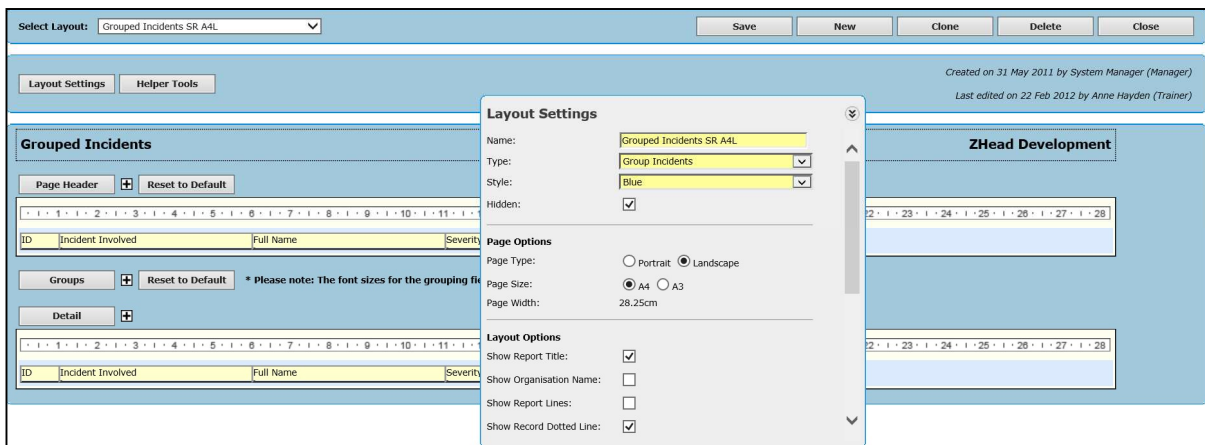 Select Layout: Grouped Incidents SR A4L Save New Clone Delete Close
Layout Settings Helper Tools
Created on 31 May 2011 by System Manager (Manager)
Last edited on 22 Feb 2012 by Anne Hayden (Trainer)
Grouped Incidents ZHead Development
Page Header Reset to Default
1 2 3 4 5 6 7 8 9 10 11 22 23 24 25 26 27 28
ID Incident Involved Full Name Severity
Groups Reset to Default * Please note: The font sizes for the grouping fie
Detail
1 2 3 4 5 6 7 8 9 10 11 22 23 24 25 26 27 28
ID Incident Involved Full Name Severity
Layout Settings
Name: Grouped Incidents SR A4L
Type: Group Incidents
Style: Blue
Hidden:
Page Options
Page Type: Portrait Landscape
Page Size: A4 A3
Page Width: 28.25cm
Layout Options
Show Report Title:
Show Organisation Name:
Show Report Lines:
Show Record Dotted Line: